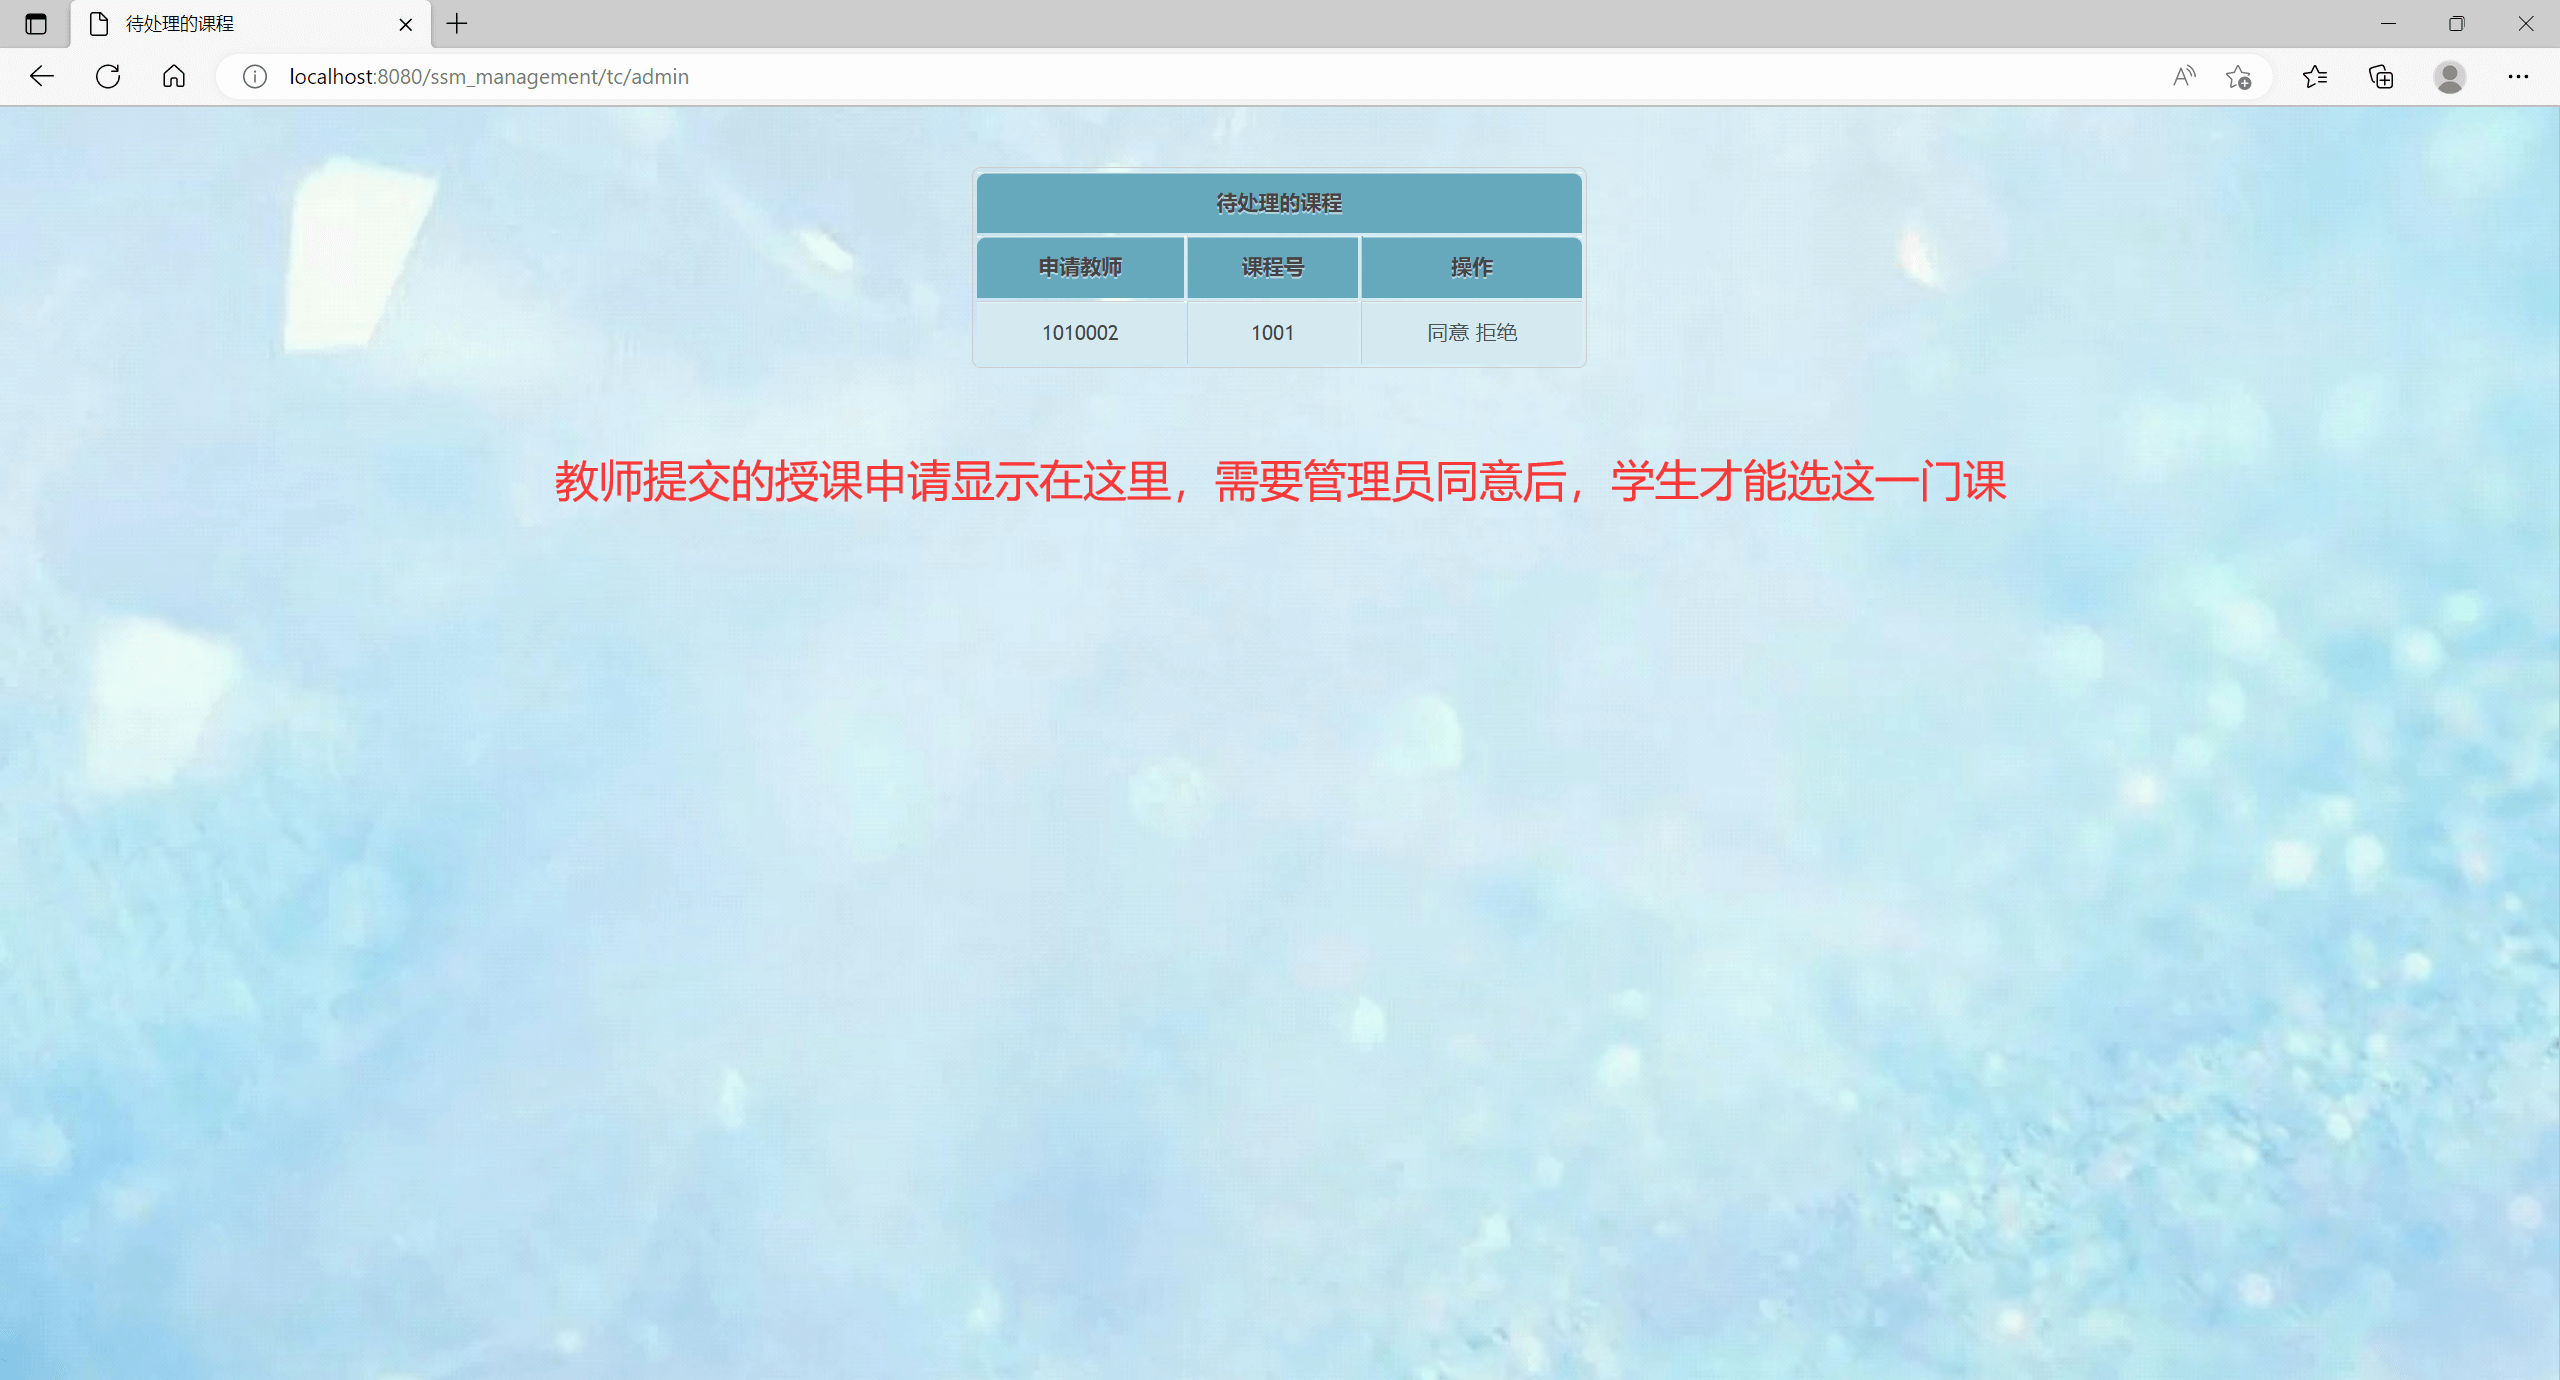 待处理的课程
localhost:8080/ssm_management/tc/admin
待处理的课程
申请教师 课程号 操作
1010002 1001 同意 拒绝
教师提交的授课申请显示在这里，需要管理员同意后，学生才能选这一门课